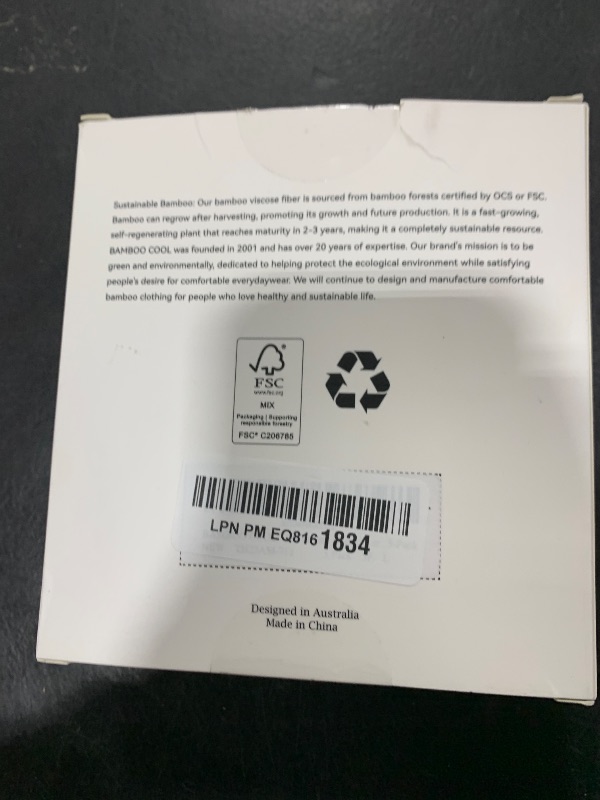 Sustainable Bamboo: Our bamboo viscose fiber is sourced from bamboo forests certified by OCS or FSC.
Bamboo can regrow after harvesting, promoting its growth and future production. It is a fast-growing,
self-regenerating plant that reaches maturity in 2-3 years, making it a completely sustainable resource.
BAMBOO COOL was founded in 2001 and has over 20 years of expertise. Our brand's mission is to be
green and environmentally, dedicated to helping protect the ecological environment while satisfying
people's desire for comfortable everydaywear. We will continue to design and manufacture comfortable
bamboo clothing for people who love healthy and sustainable life.
®
FSC
www.fsc.org
MIX
Packaging | Supporting
responsible forestry
FSC® C206785
LPN PM EQ816 1834
Designed in Australia
Made in China